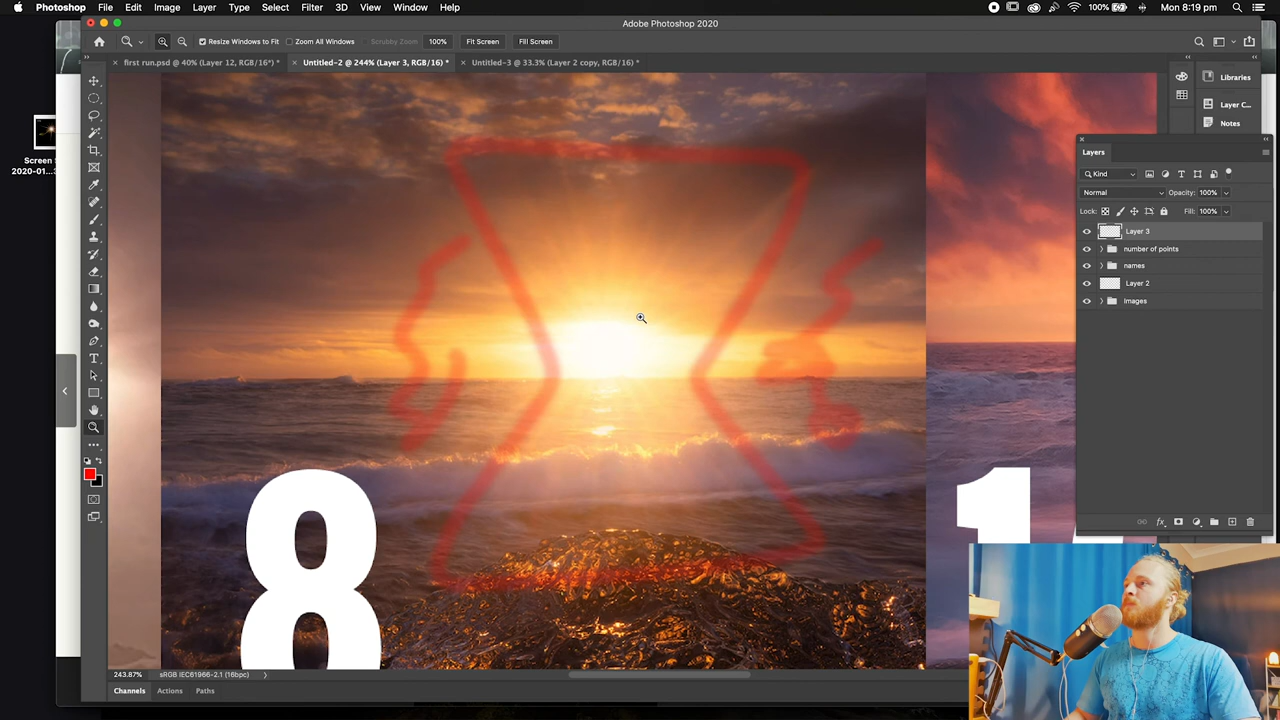 Photoshop File Edit Image Layer Type Select Filter 3D View Window Help 100% Mon 8:19 pm
Adobe Photoshop 2020
Resize Windows to Fit Zoom All Windows Scrubby Zoom 100% Fit Screen Fill Screen
first run.psd @ 40% (Layer 12, RGB/16*) * Untitled-2 @ 244% (Layer 3, RGB/16) * Untitled-3 @ 33.3% (Layer 2 copy, RGB/16) *
Libraries
Layer C...
Notes
Screen
2020-01...
Layers
Kind
Normal Opacity: 100%
Lock: Fill: 100%
Layer 3
number of points
names
Layer 2
Images
8
1
243.87% sRGB IEC61966-2.1 (16bpc)
Channels Actions Paths